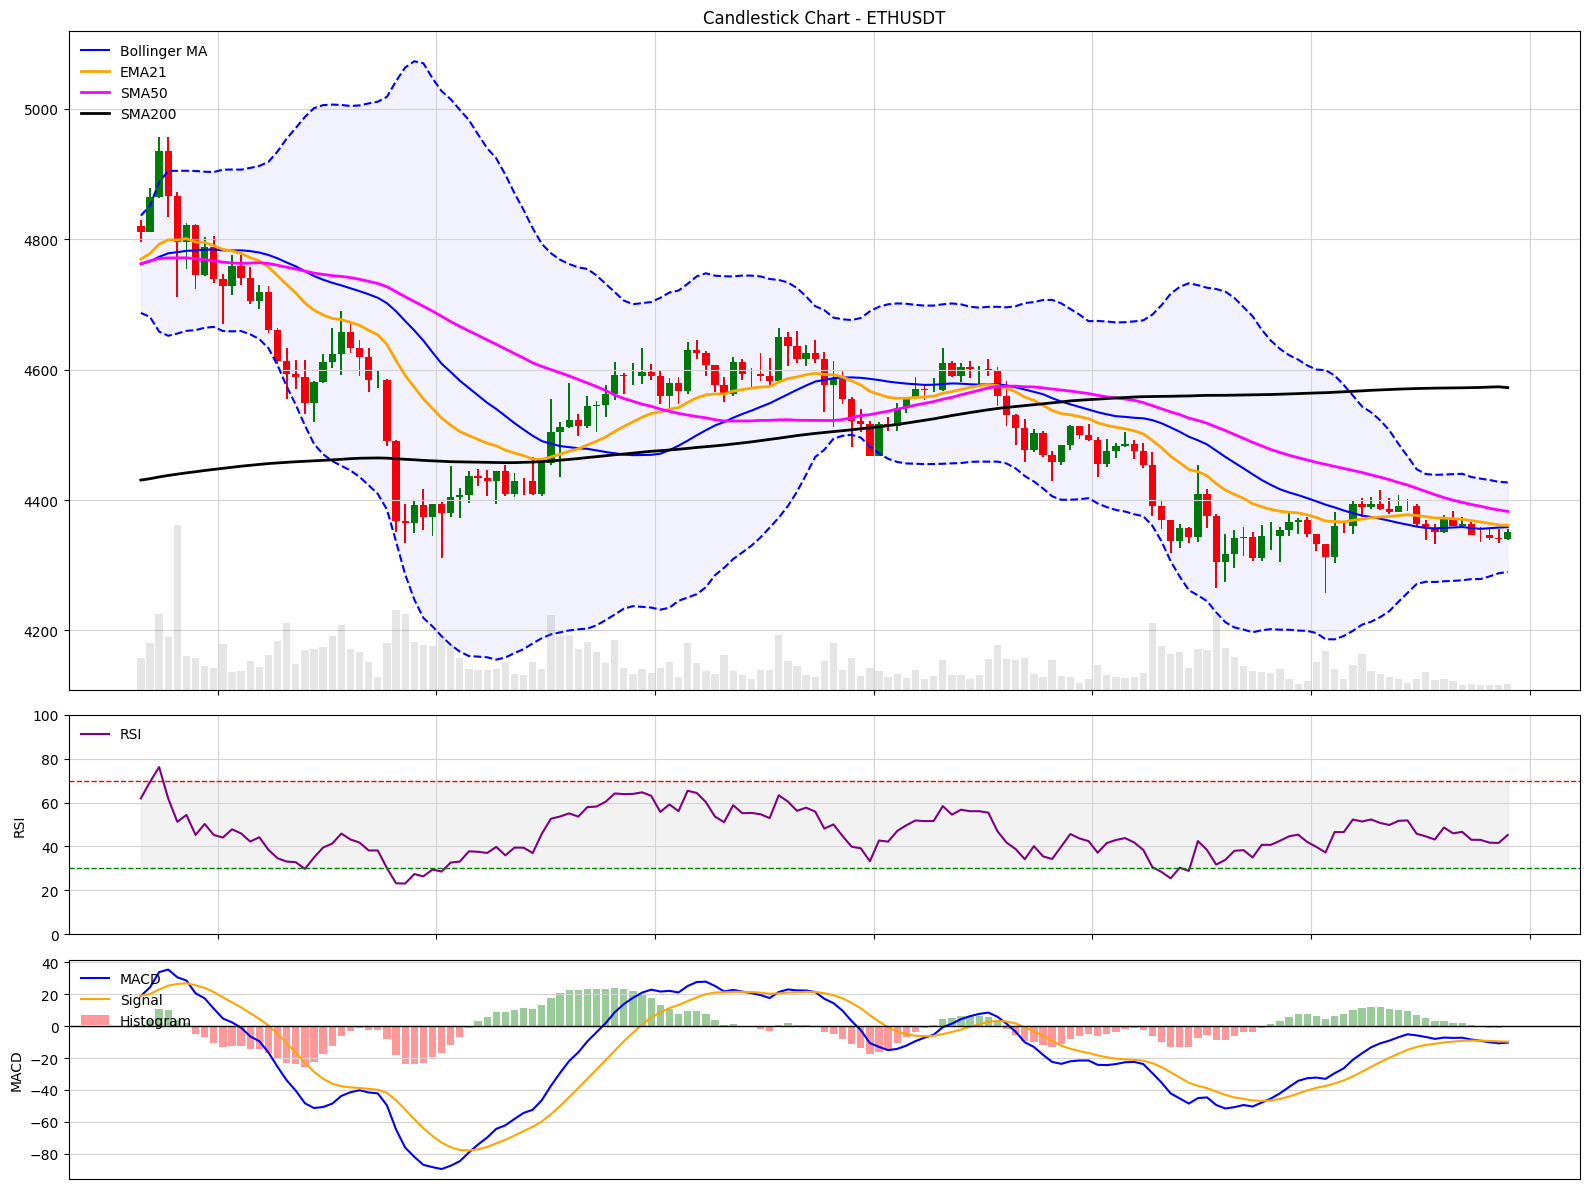 Candlestick Chart - ETHUSDT
Bollinger MA
EMA21
SMA50
SMA200
5000
4800
4600
4400
4200
RSI
100
80
60
40
20
0
RSI
MACD
Signal
Histogram
40
20
0
−20
−40
−60
−80
MACD